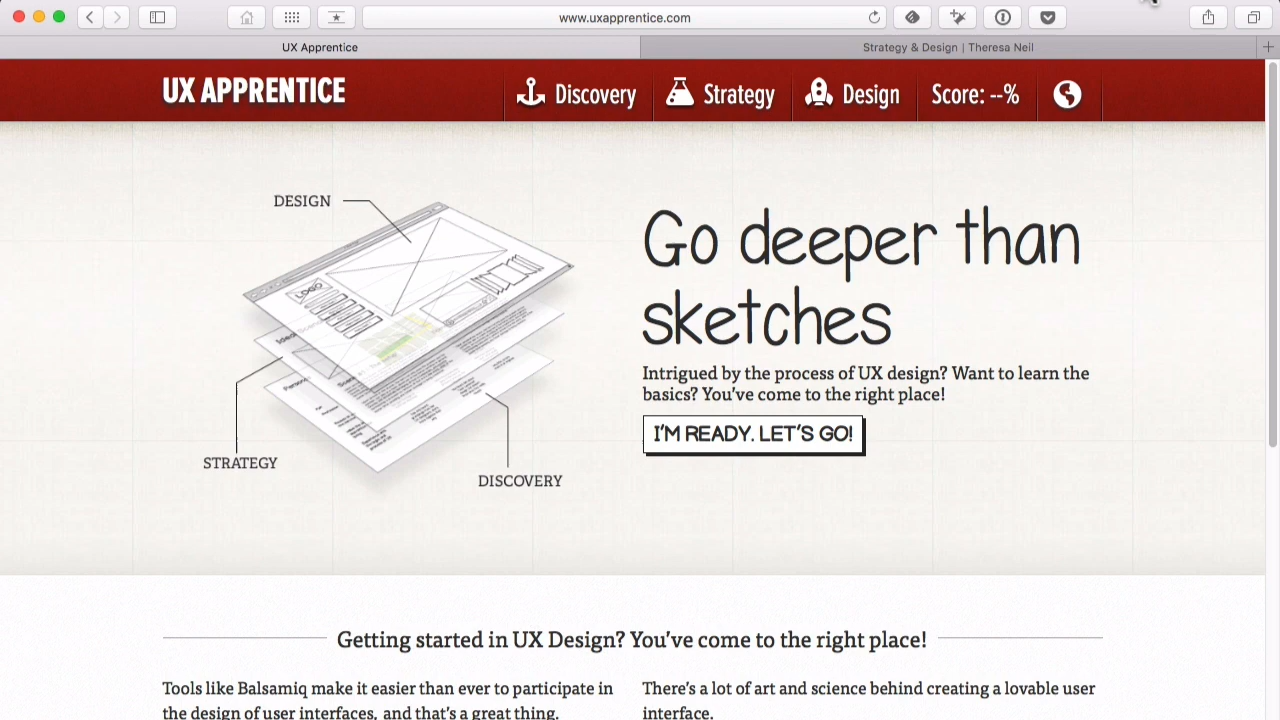 www.uxapprentice.com
UX Apprentice
Strategy & Design | Theresa Neil
UX APPRENTICE
Discovery
Strategy
Design
Score: --%
DESIGN
LOGO
STRATEGY
DISCOVERY
Go deeper than
sketches
Intrigued by the process of UX design? Want to learn the
basics? You've come to the right place!
I'M READY. LET'S GO!
Getting started in UX Design? You've come to the right place!
Tools like Balsamiq make it easier than ever to participate in
the design of user interfaces, and that's a great thing.
There's a lot of art and science behind creating a lovable user
interface.